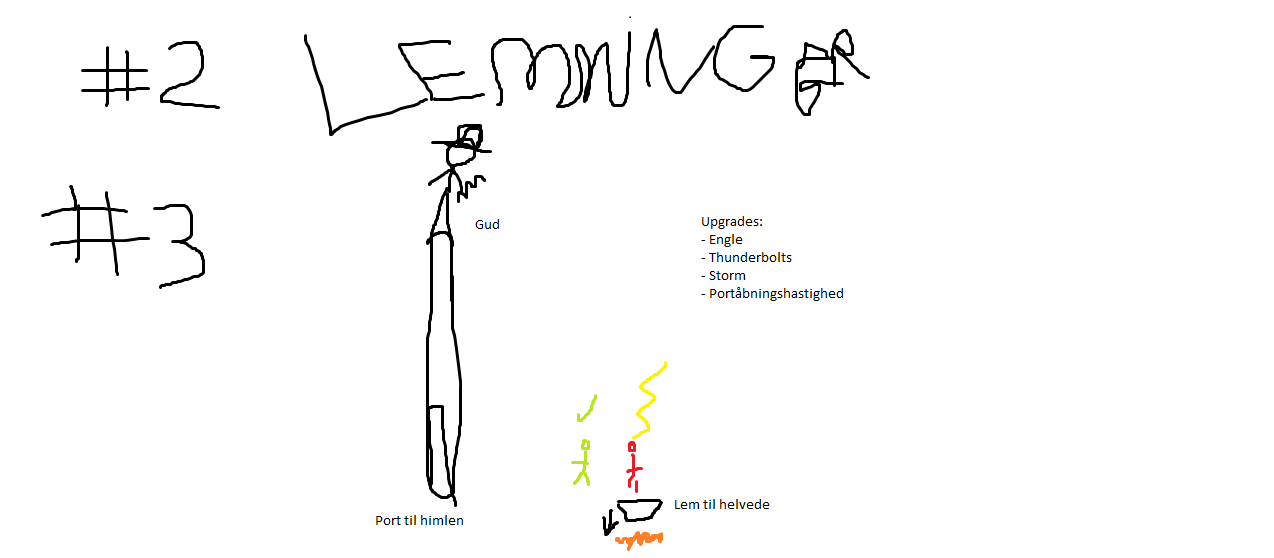 #2 LEMMINGER
#3
Gud
Upgrades:
- Engle
- Thunderbolts
- Storm
- Portåbningshastighed
Lem til helvede
Port til himlen